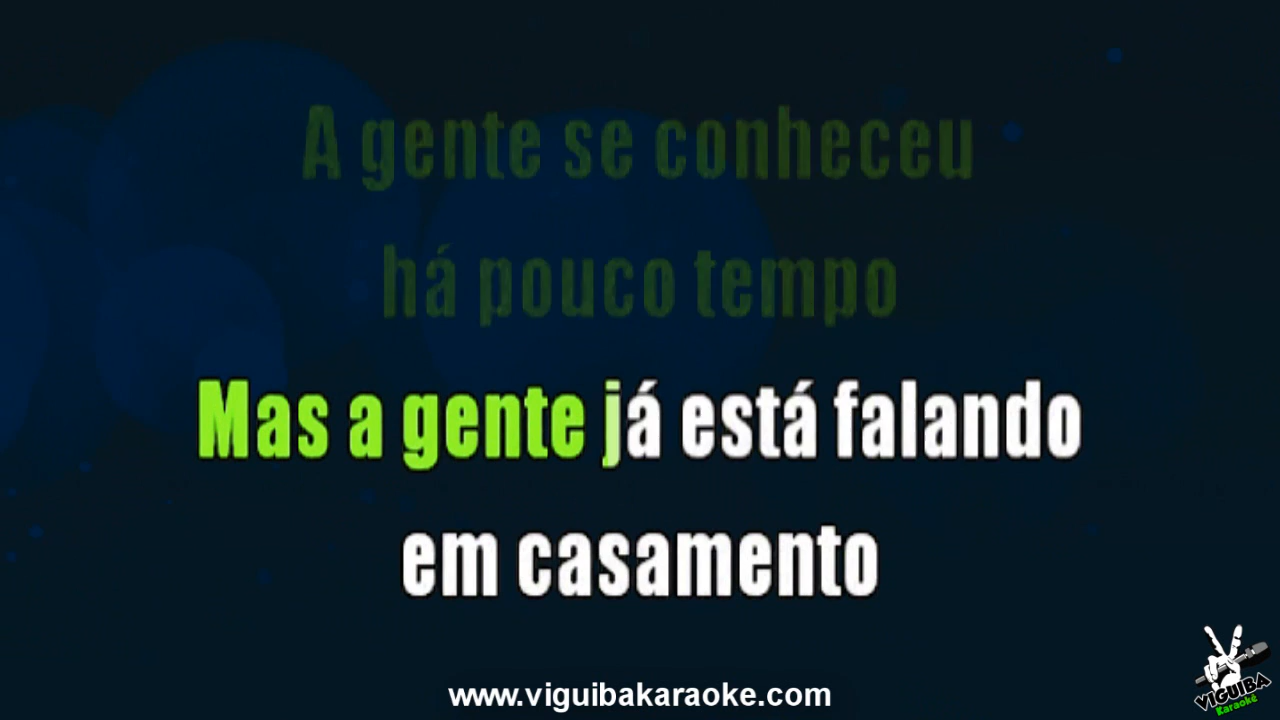 A gente se conheceu
há pouco tempo
Mas a gente já está falando
em casamento
www.viguibakaraoke.com
VIGUIBA
Karaokê